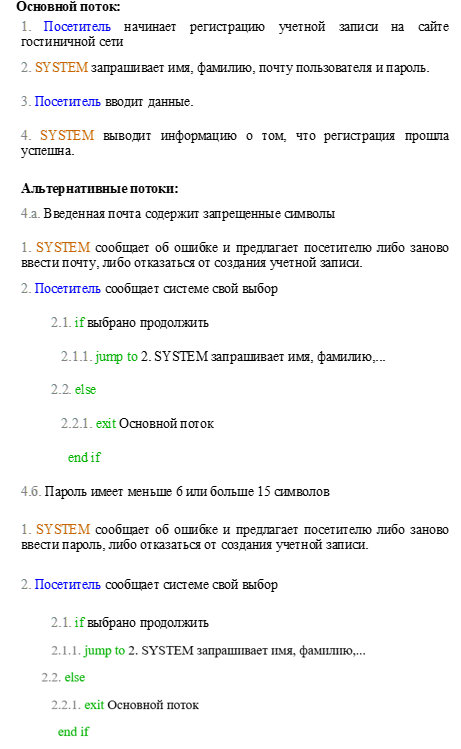 Основной поток:
1. Посетитель начинает регистрацию учетной записи на сайте
гостиничной сети
2. SYSTEM запрашивает имя, фамилию, почту пользователя и пароль.
3. Посетитель вводит данные.
4. SYSTEM выводит информацию о том, что регистрация прошла
успешна.
Альтернативные потоки:
4.а. Введенная почта содержит запрещенные символы
1. SYSTEM сообщает об ошибке и предлагает посетителю либо заново
ввести почту, либо отказаться от создания учетной записи.
2. Посетитель сообщает системе свой выбор
2.1. if выбрано продолжить
2.1.1. jump to 2. SYSTEM запрашивает имя, фамилию,...
2.2. else
2.2.1. exit Основной поток
end if
4.б. Пароль имеет меньше 6 или больше 15 символов
1. SYSTEM сообщает об ошибке и предлагает посетителю либо заново
ввести пароль, либо отказаться от создания учетной записи.
2. Посетитель сообщает системе свой выбор
2.1. if выбрано продолжить
2.1.1. jump to 2. SYSTEM запрашивает имя, фамилию,...
2.2. else
2.2.1. exit Основной поток
end if